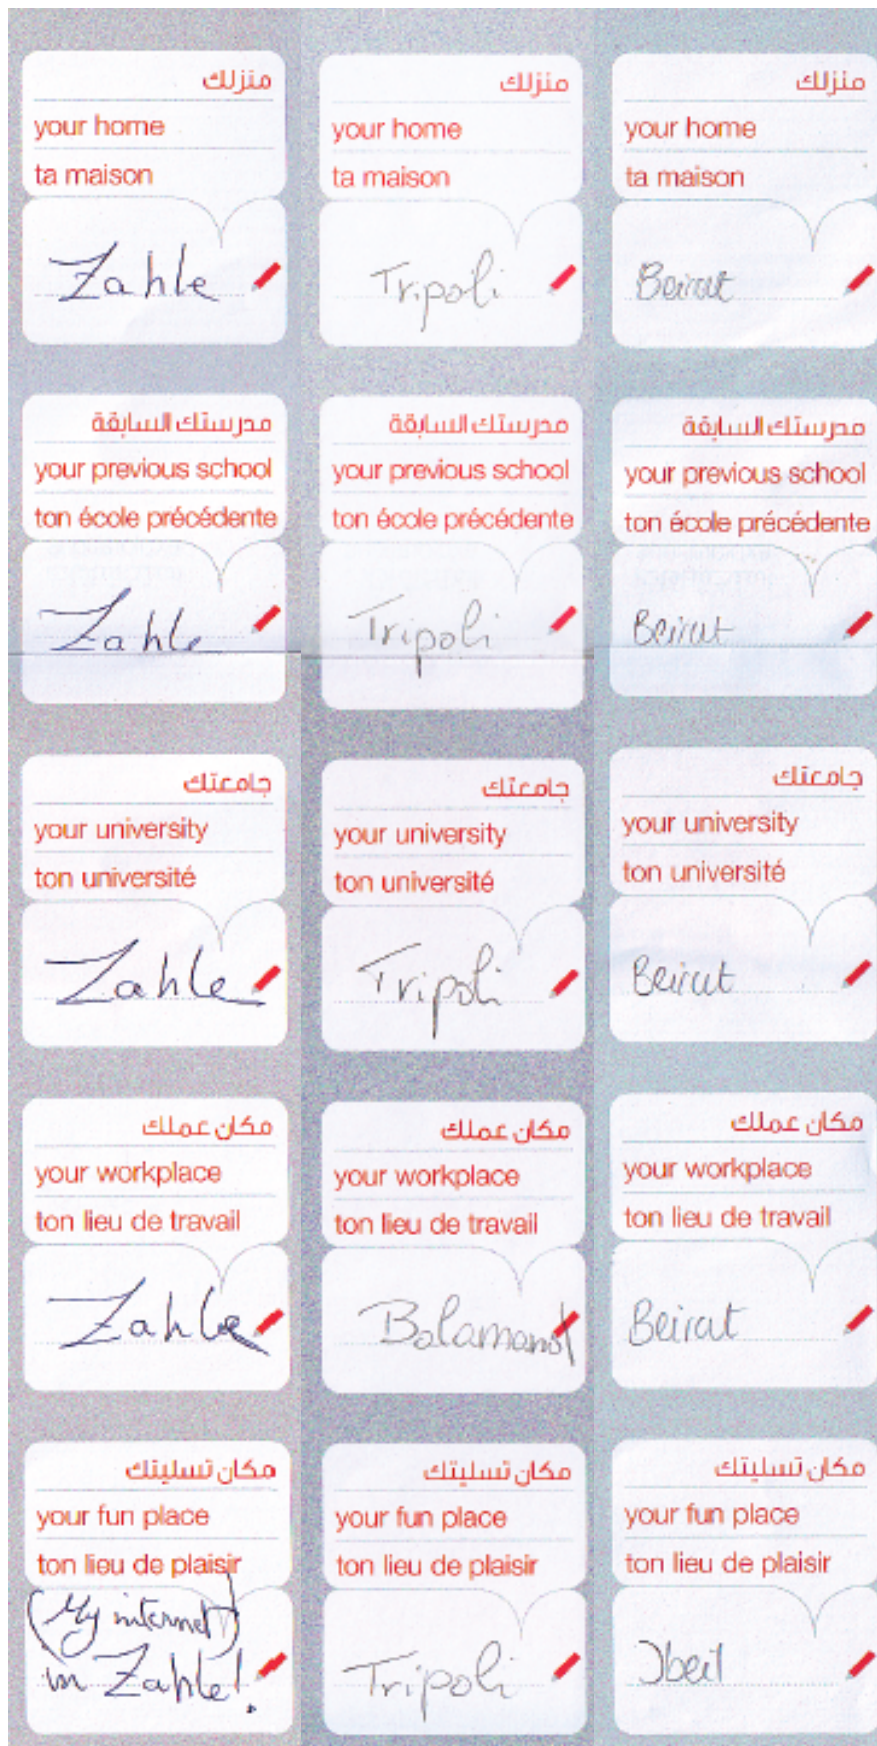 منزلك
your home
ta maison
Zahle
مدرستك السابقة
your previous school
ton école précédente
Zahle
جامعتك
your university
ton université
Zahle
مكان عملك
your workplace
ton lieu de travail
Zahle
مكان تسليتك
your fun place
ton lieu de plaisir
(My internet)
in Zahle!
منزلك
your home
ta maison
Tripoli
مدرستك السابقة
your previous school
ton école précédente
Tripoli
جامعتك
your university
ton université
Tripoli
مكان عملك
your workplace
ton lieu de travail
Balamand
مكان تسليتك
your fun place
ton lieu de plaisir
Tripoli
منزلك
your home
ta maison
Beirut
مدرستك السابقة
your previous school
ton école précédente
Beirut
جامعتك
your university
ton université
Beirut
مكان عملك
your workplace
ton lieu de travail
Beirut
مكان تسليتك
your fun place
ton lieu de plaisir
Jbeil